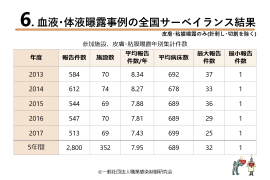 6. 血液・体液曝露事例の全国サーベイランス結果
皮膚・粘膜曝露のみ(針刺し・切創を除く)
参加施設、皮膚・粘膜曝露年別集計件数
年度 報告件数 施設数 平均報告件数/年 平均病床数 最大報告件数 最小報告件数
2013 584 70 8.34 692 37 1
2014 612 74 8.27 678 33 1
2015 544 69 7.88 689 36 1
2016 547 70 7.81 689 29 1
2017 513 69 7.43 699 25 1
5年間 2,800 352 7.95 689 32 1
©一般社団法人職業感染制御研究会